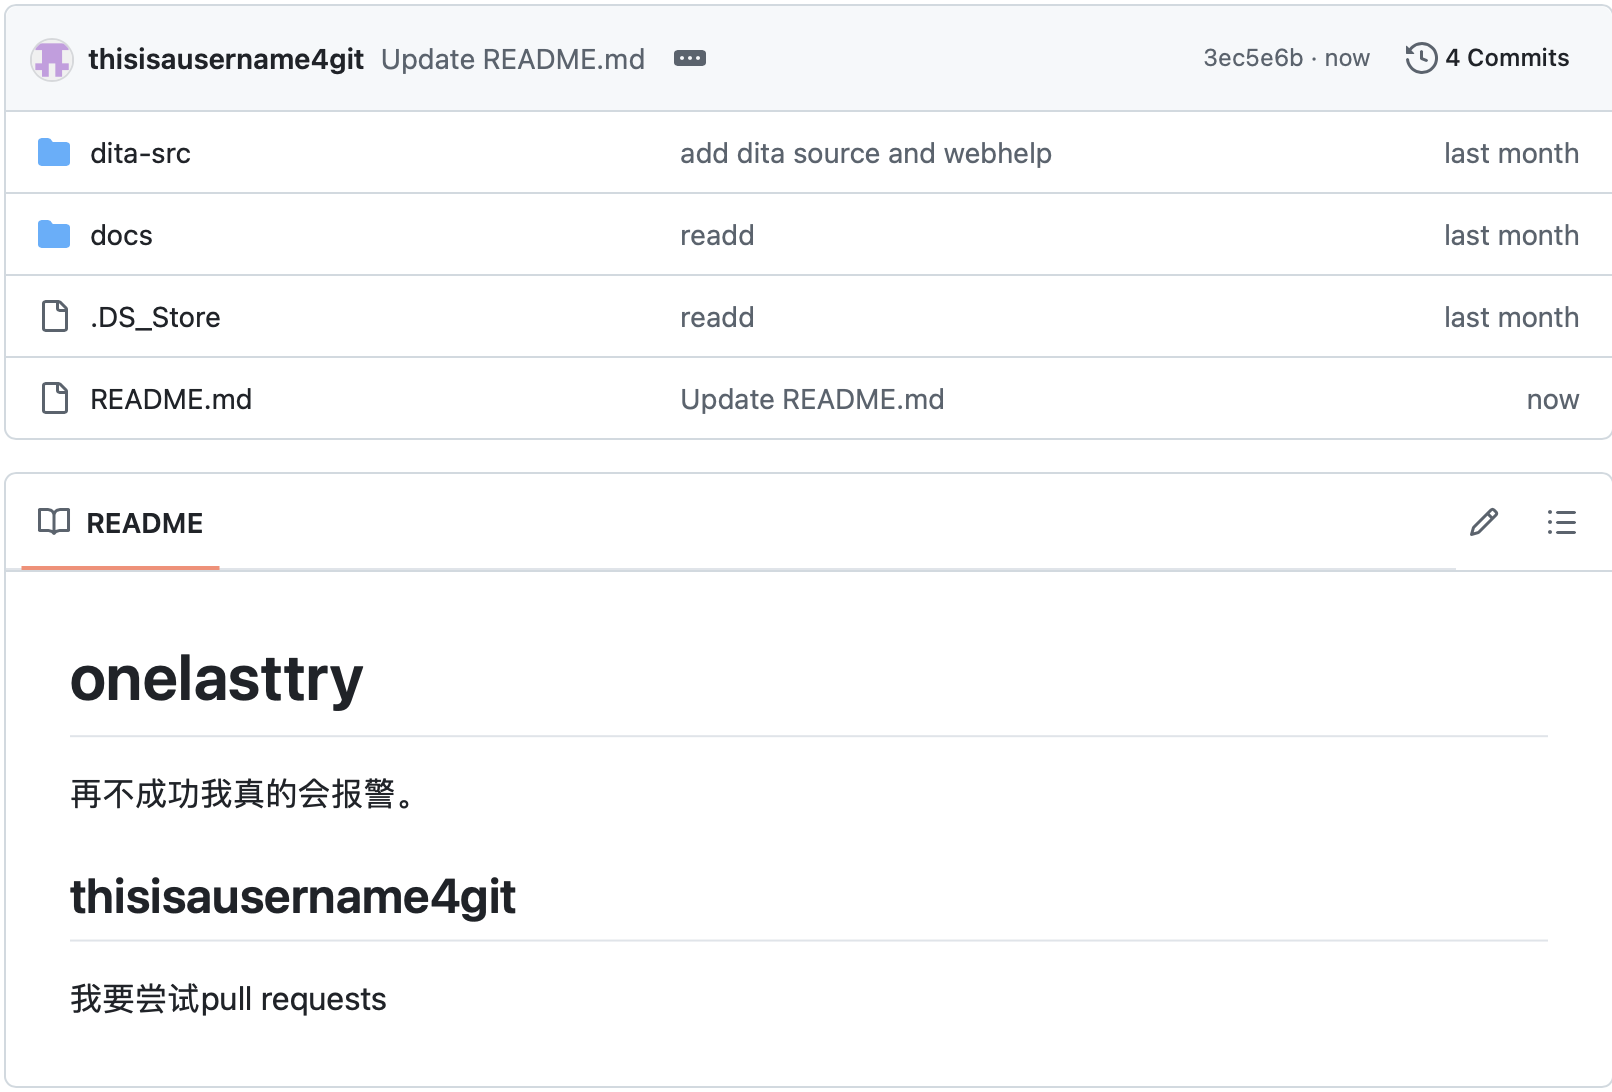 thisisausername4git Update README.md 3ec5e6b · now 4 Commits
dita-src add dita source and webhelp last month
docs readd last month
.DS_Store readd last month
README.md Update README.md now
README
onelasttry
再不成功我真的会报警。
thisisausername4git
我要尝试pull requests